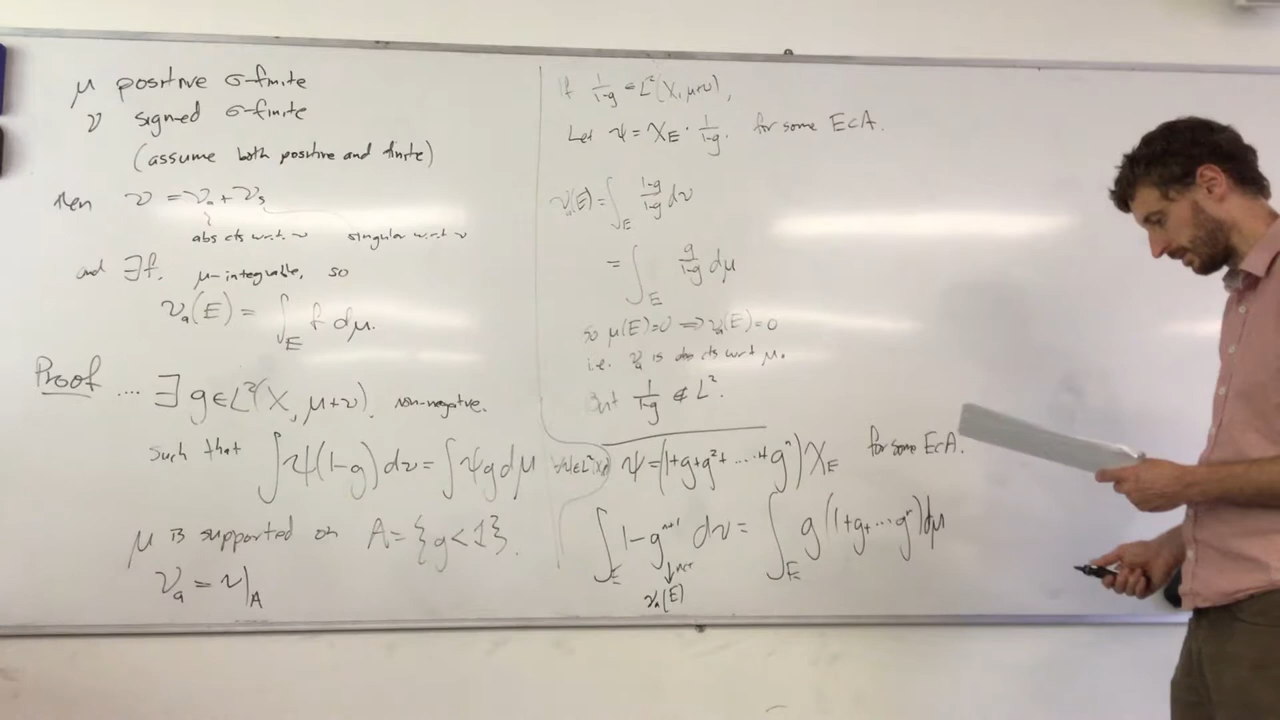 μ positive σ-finite
ν signed σ-finite
(assume both positive and finite)
then ν = ν_a + ν_s
abs cts w.r.t. ν singular w.r.t. ν
and ∃f, μ-integrable, so
ν_a(E) = ∫_E f dμ.
Proof ... ∃ g∈L²(X, μ+ν), non-negative.
Such that ∫ψ(1-g)dν = ∫ψg dμ
μ is supported on A = {g<1}.
ν_a = ν|_A
If 1/(1-g) ∈ L²(X, μ+ν),
Let ψ = χ_E · 1/(1-g). for some E⊂A.
ν_a(E) = ∫_E (1-g)/(1-g) dν
= ∫_E g/(1-g) dμ
so μ(E)=0 ⇒ ν_a(E)=0
i.e. ν_a is abs cts wrt μ.
But 1/(1-g) ∉ L².
ψ = (1+g+g²+ ... + gⁿ)χ_E for some E⊂A.
∫_E 1-g^{n+1} dν = ∫_E g(1+g+...gⁿ)dμ
↓
ν_a(E)